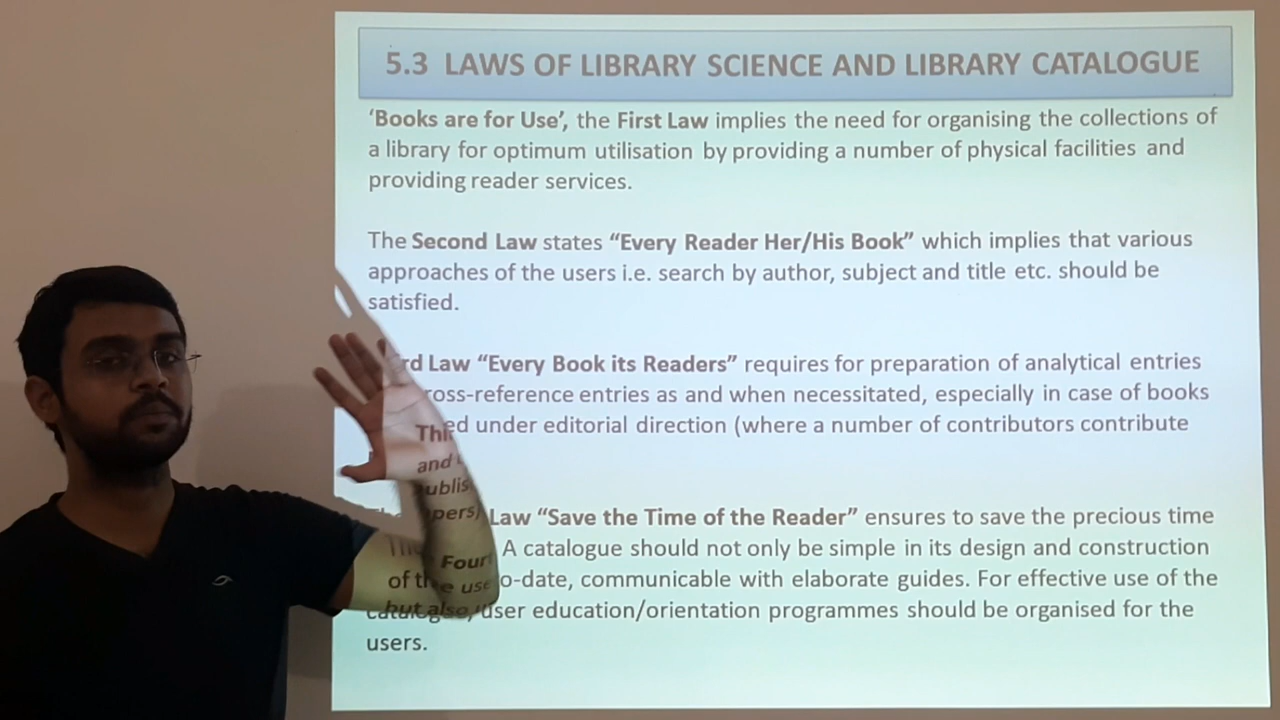 5.3 LAWS OF LIBRARY SCIENCE AND LIBRARY CATALOGUE
‘Books are for Use’, the First Law implies the need for organising the collections of
a library for optimum utilisation by providing a number of physical facilities and
providing reader services.
The Second Law states “Every Reader Her/His Book” which implies that various
approaches of the users i.e. search by author, subject and title etc. should be
satisfied.
Law “Every Book its Readers” requires for preparation of analytical entries
and entries as and when necessitated, especially in case of books
under editorial direction (where a number of contributors contribute
The Law “Save the Time of the Reader” ensures to save the precious time
of A catalogue should not only be simple in its design and construction
but also communicable with elaborate guides. For effective use of the
user education/orientation programmes should be organised for the
users.